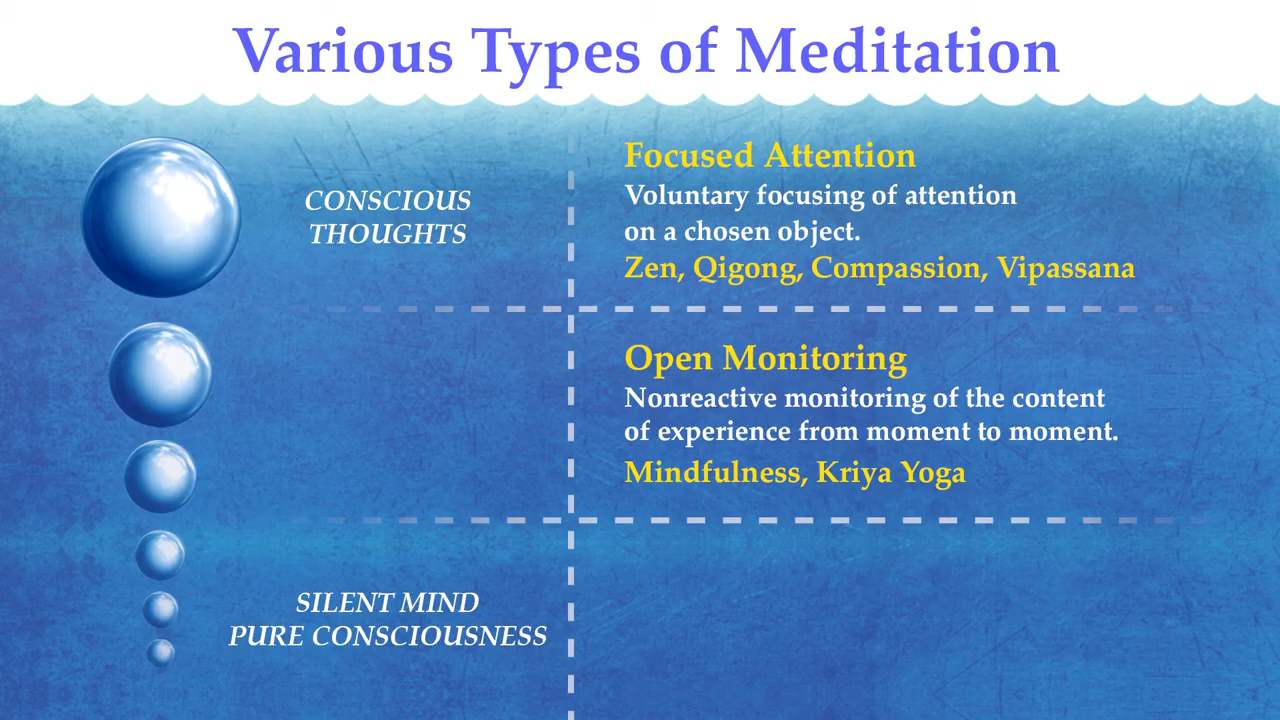 Various Types of Meditation
CONSCIOUS
THOUGHTS
Focused Attention
Voluntary focusing of attention
on a chosen object.
Zen, Qigong, Compassion, Vipassana
Open Monitoring
Nonreactive monitoring of the content
of experience from moment to moment.
Mindfulness, Kriya Yoga
SILENT MIND
PURE CONSCIOUSNESS